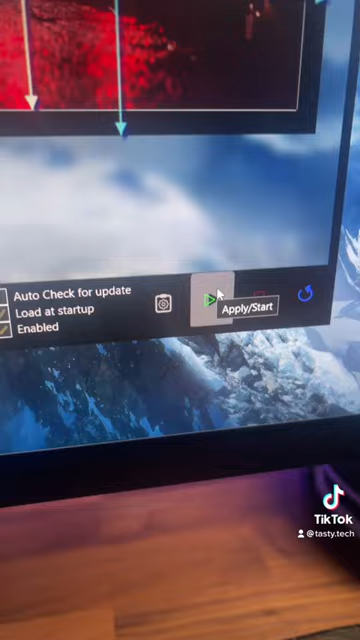 Auto Check for update
Load at startup
Enabled
Apply/Start
TikTok
@tasty.tech